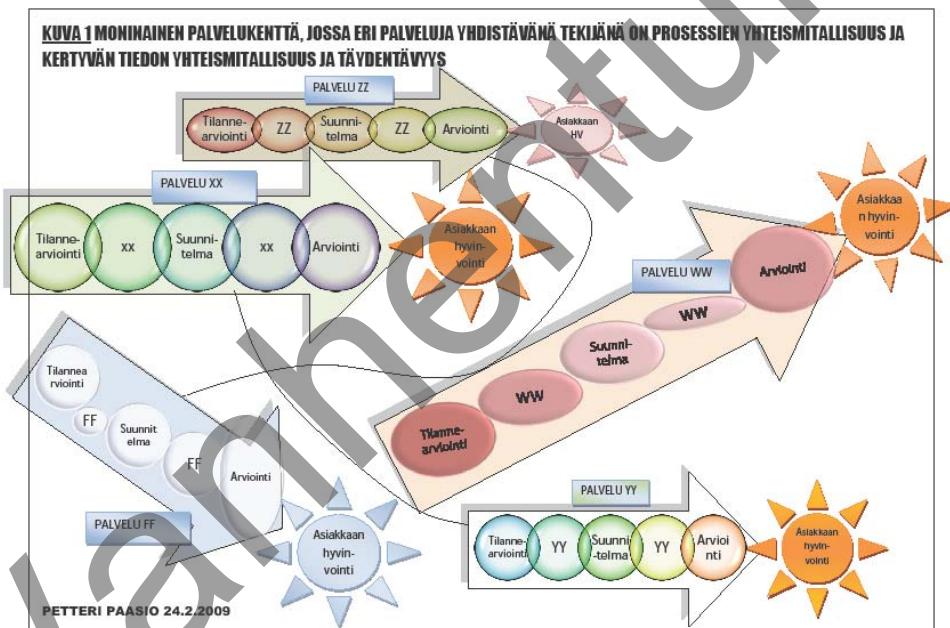 KUVA 1 MONINAINEN PALVELUKENTTÄ, JOSSA ERI PALVELUJA YHDISTÄVÄNÄ TEKIJÄNÄ ON PROSESSIEN YHTEISMITALLISUUS JA
KERTYVÄN TIEDON YHTEISMITALLISUUS JA TÄYDENTÄVYYS
PALVELU ZZ
Tilanne-
arviointi
ZZ
Suunni-
telma
ZZ
Arviointi
Asiakkaan
HV
PALVELU XX
Tilanne-
arviointi
xx
Suunni-
telma
xx
Arviointi
Asiakkaan
hyvin-
vointi
PALVELU WW
Tilanne-
arviointi
WW
Suunni-
telma
WW
Arviointi
Asiakkaa
n hyvin-
vointi
Tilannea
rviointi
FF
Suunnit
elma
FF
Arviointi
PALVELU FF
Asiakkaan
hyvin-
vointi
PALVELU YY
Tilanne-
arviointi
YY
Suunni
-telma
YY
Arvioi
nti
Asiakkaan
hyvin-
vointi
PETTERI PAASIO 24.2.2009
Vanhentunut